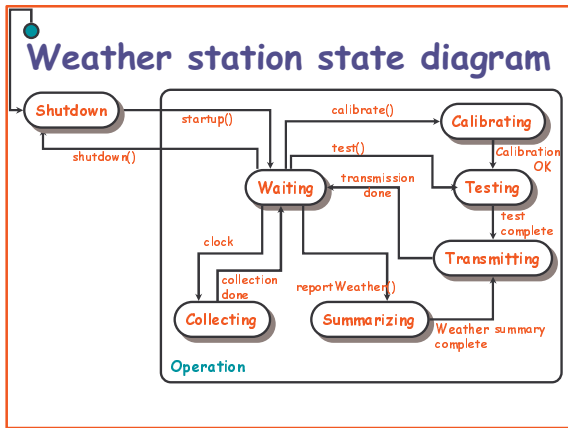 Weather station state diagram
Shutdown
startup()
calibrate()
Calibrating
shutdown()
test()
Calibration
OK
Waiting
transmission
done
Testing
test
complete
clock
Transmitting
collection
done
reportWeather()
Collecting
Summarizing
Weather summary
complete
Operation